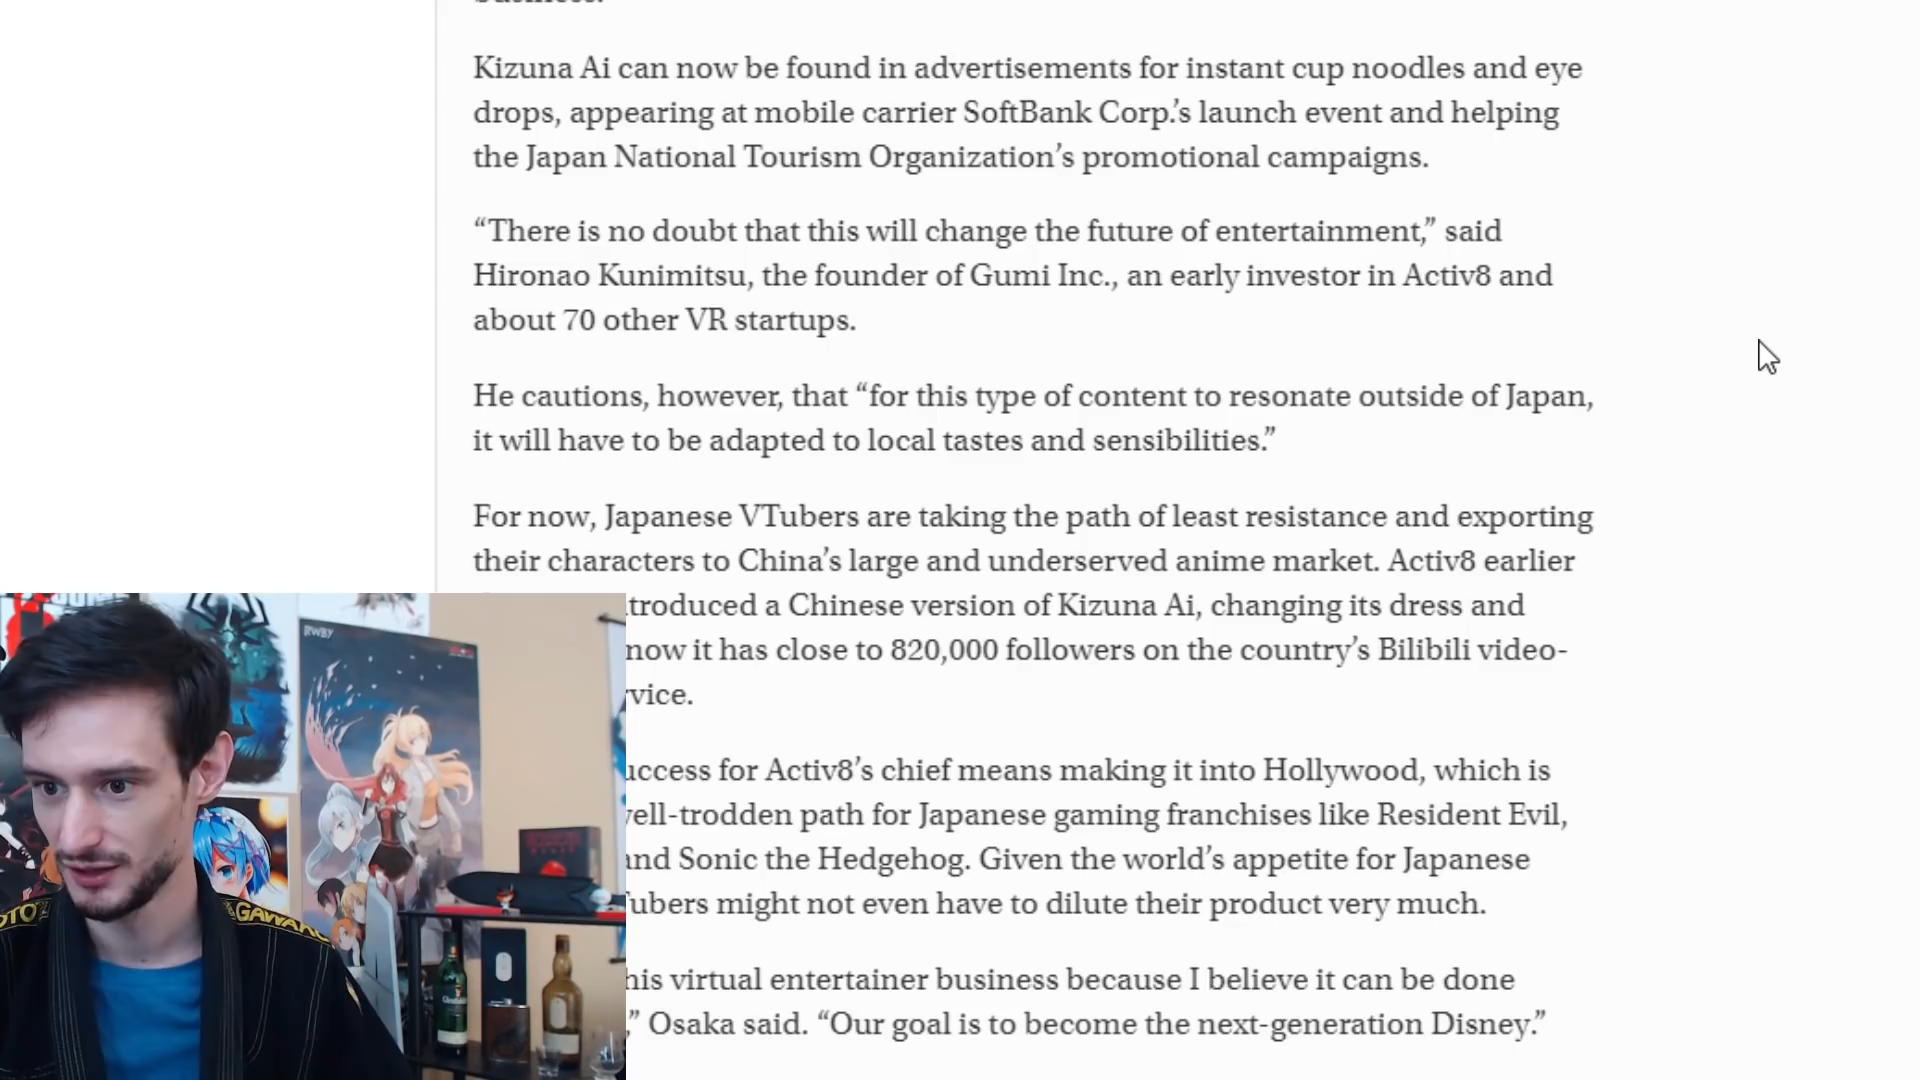 Kizuna Ai can now be found in advertisements for instant cup noodles and eye
drops, appearing at mobile carrier SoftBank Corp.’s launch event and helping
the Japan National Tourism Organization’s promotional campaigns.
“There is no doubt that this will change the future of entertainment,” said
Hironao Kunimitsu, the founder of Gumi Inc., an early investor in Activ8 and
about 70 other VR startups.
He cautions, however, that “for this type of content to resonate outside of Japan,
it will have to be adapted to local tastes and sensibilities.”
For now, Japanese VTubers are taking the path of least resistance and exporting
their characters to China’s large and underserved anime market. Activ8 earlier
troduced a Chinese version of Kizuna Ai, changing its dress and
now it has close to 820,000 followers on the country’s Bilibili video-
vice.
uccess for Activ8’s chief means making it into Hollywood, which is
ell-trodden path for Japanese gaming franchises like Resident Evil,
nd Sonic the Hedgehog. Given the world’s appetite for Japanese
ubers might not even have to dilute their product very much.
his virtual entertainer business because I believe it can be done
,” Osaka said. “Our goal is to become the next-generation Disney.”
RWBY